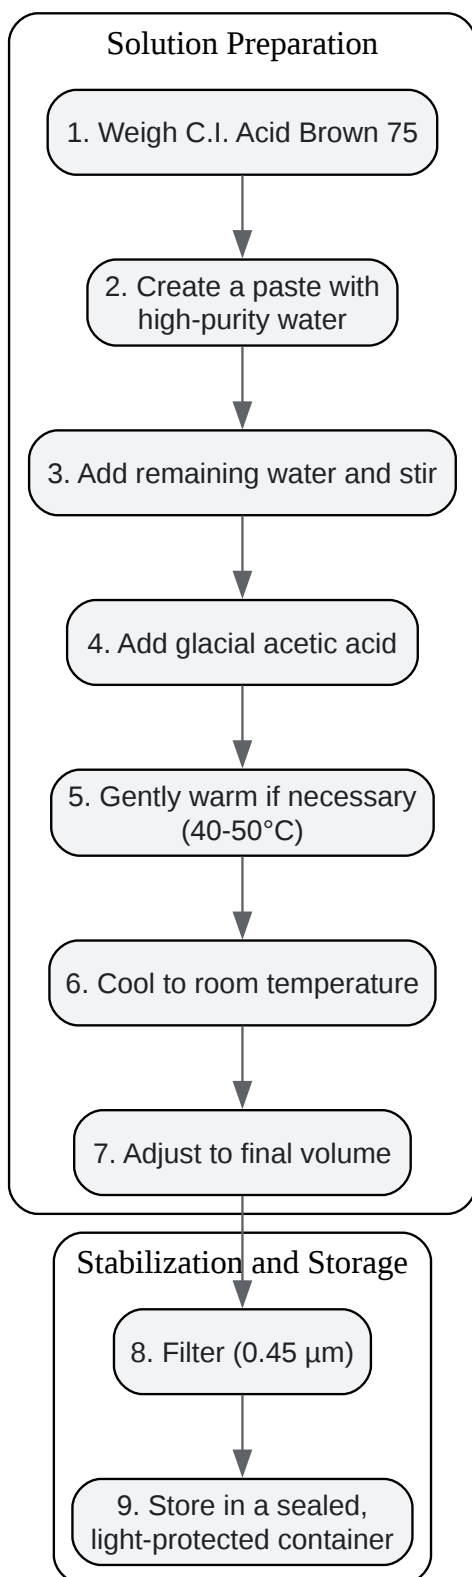 Solution Preparation
1. Weigh C.I. Acid Brown 75
2. Create a paste with
high-purity water
3. Add remaining water and stir
4. Add glacial acetic acid
5. Gently warm if necessary
(40-50°C)
6. Cool to room temperature
7. Adjust to final volume
Stabilization and Storage
8. Filter (0.45 µm)
9. Store in a sealed,
light-protected container